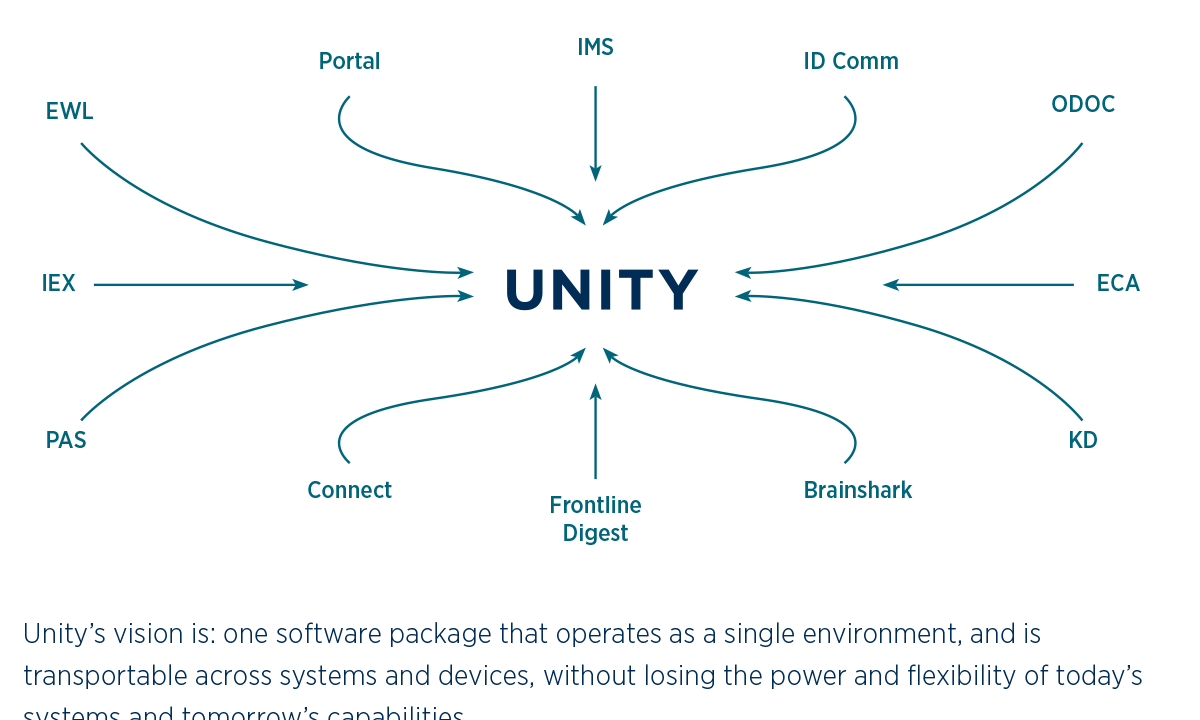 IMS
Portal
ID Comm
EWL
ODOC
IEX
UNITY
ECA
PAS
KD
Connect
Brainshark
Frontline
Digest
Unity’s vision is: one software package that operates as a single environment, and is
transportable across systems and devices, without losing the power and flexibility of today’s
systems and tomorrow’s capabilities